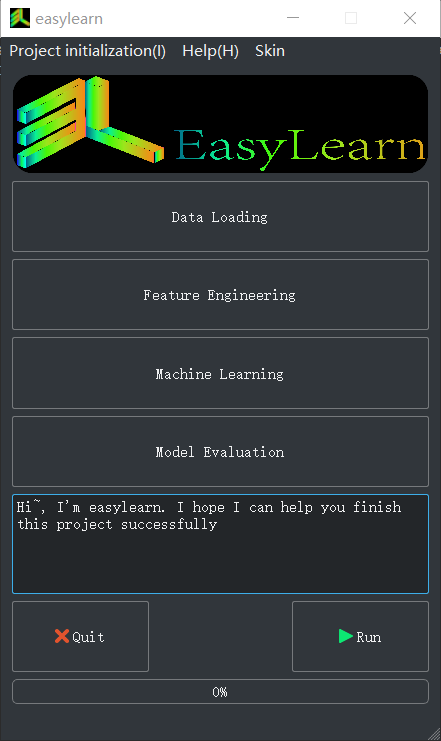 easylearn
Project initialization(I) Help(H) Skin
EasyLearn
Data Loading
Feature Engineering
Machine Learning
Model Evaluation
Hi~, I'm easylearn. I hope I can help you finish
this project successfully
Quit Run
0%